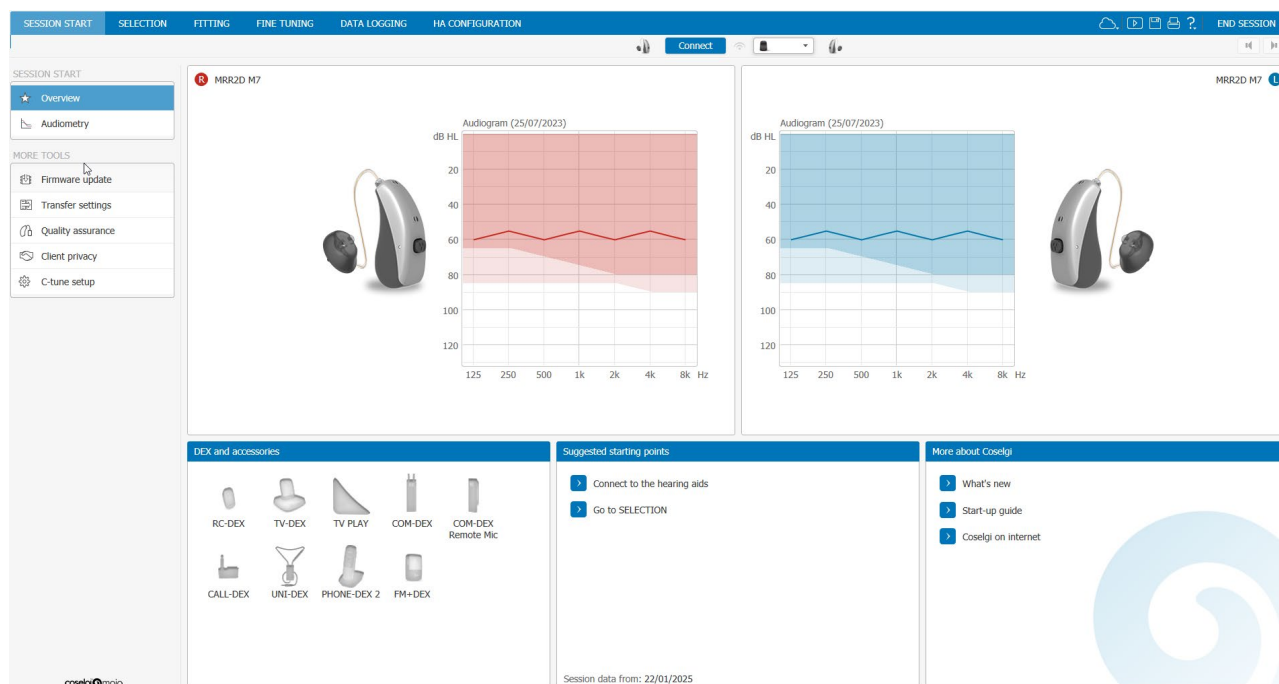 SESSION START SELECTION FITTING FINE TUNING DATA LOGGING HA CONFIGURATION END SESSION
Connect
SESSION START
Overview
Audiometry
MORE TOOLS
Firmware update
Transfer settings
Quality assurance
Client privacy
C-tune setup
R MRR2D M7
Audiogram (25/07/2023)
dB HL
20
40
60
80
100
120
125 250 500 1k 2k 4k 8k Hz
MRR2D M7 L
Audiogram (25/07/2023)
dB HL
20
40
60
80
100
120
125 250 500 1k 2k 4k 8k Hz
DEX and accessories
RC-DEX TV-DEX TV PLAY COM-DEX COM-DEX
Remote Mic
CALL-DEX UNI-DEX PHONE-DEX 2 FM+DEX
Suggested starting points
Connect to the hearing aids
Go to SELECTION
Session data from: 22/01/2025
More about Coselgi
What's new
Start-up guide
Coselgi on internet
coselgi mojo